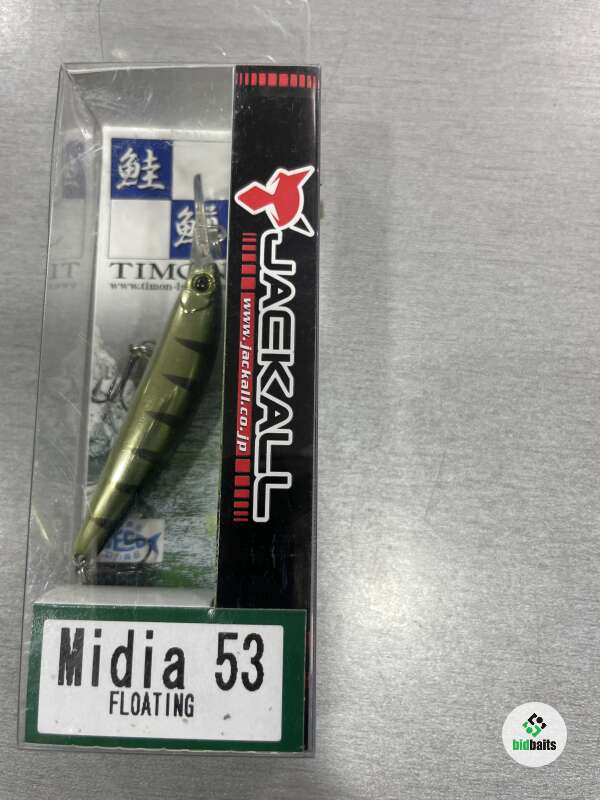 鮭
鱒
TIMON
www.timon-
JACKALL
www.jackall.co.jp
Midia 53
FLOATING
bidbaits